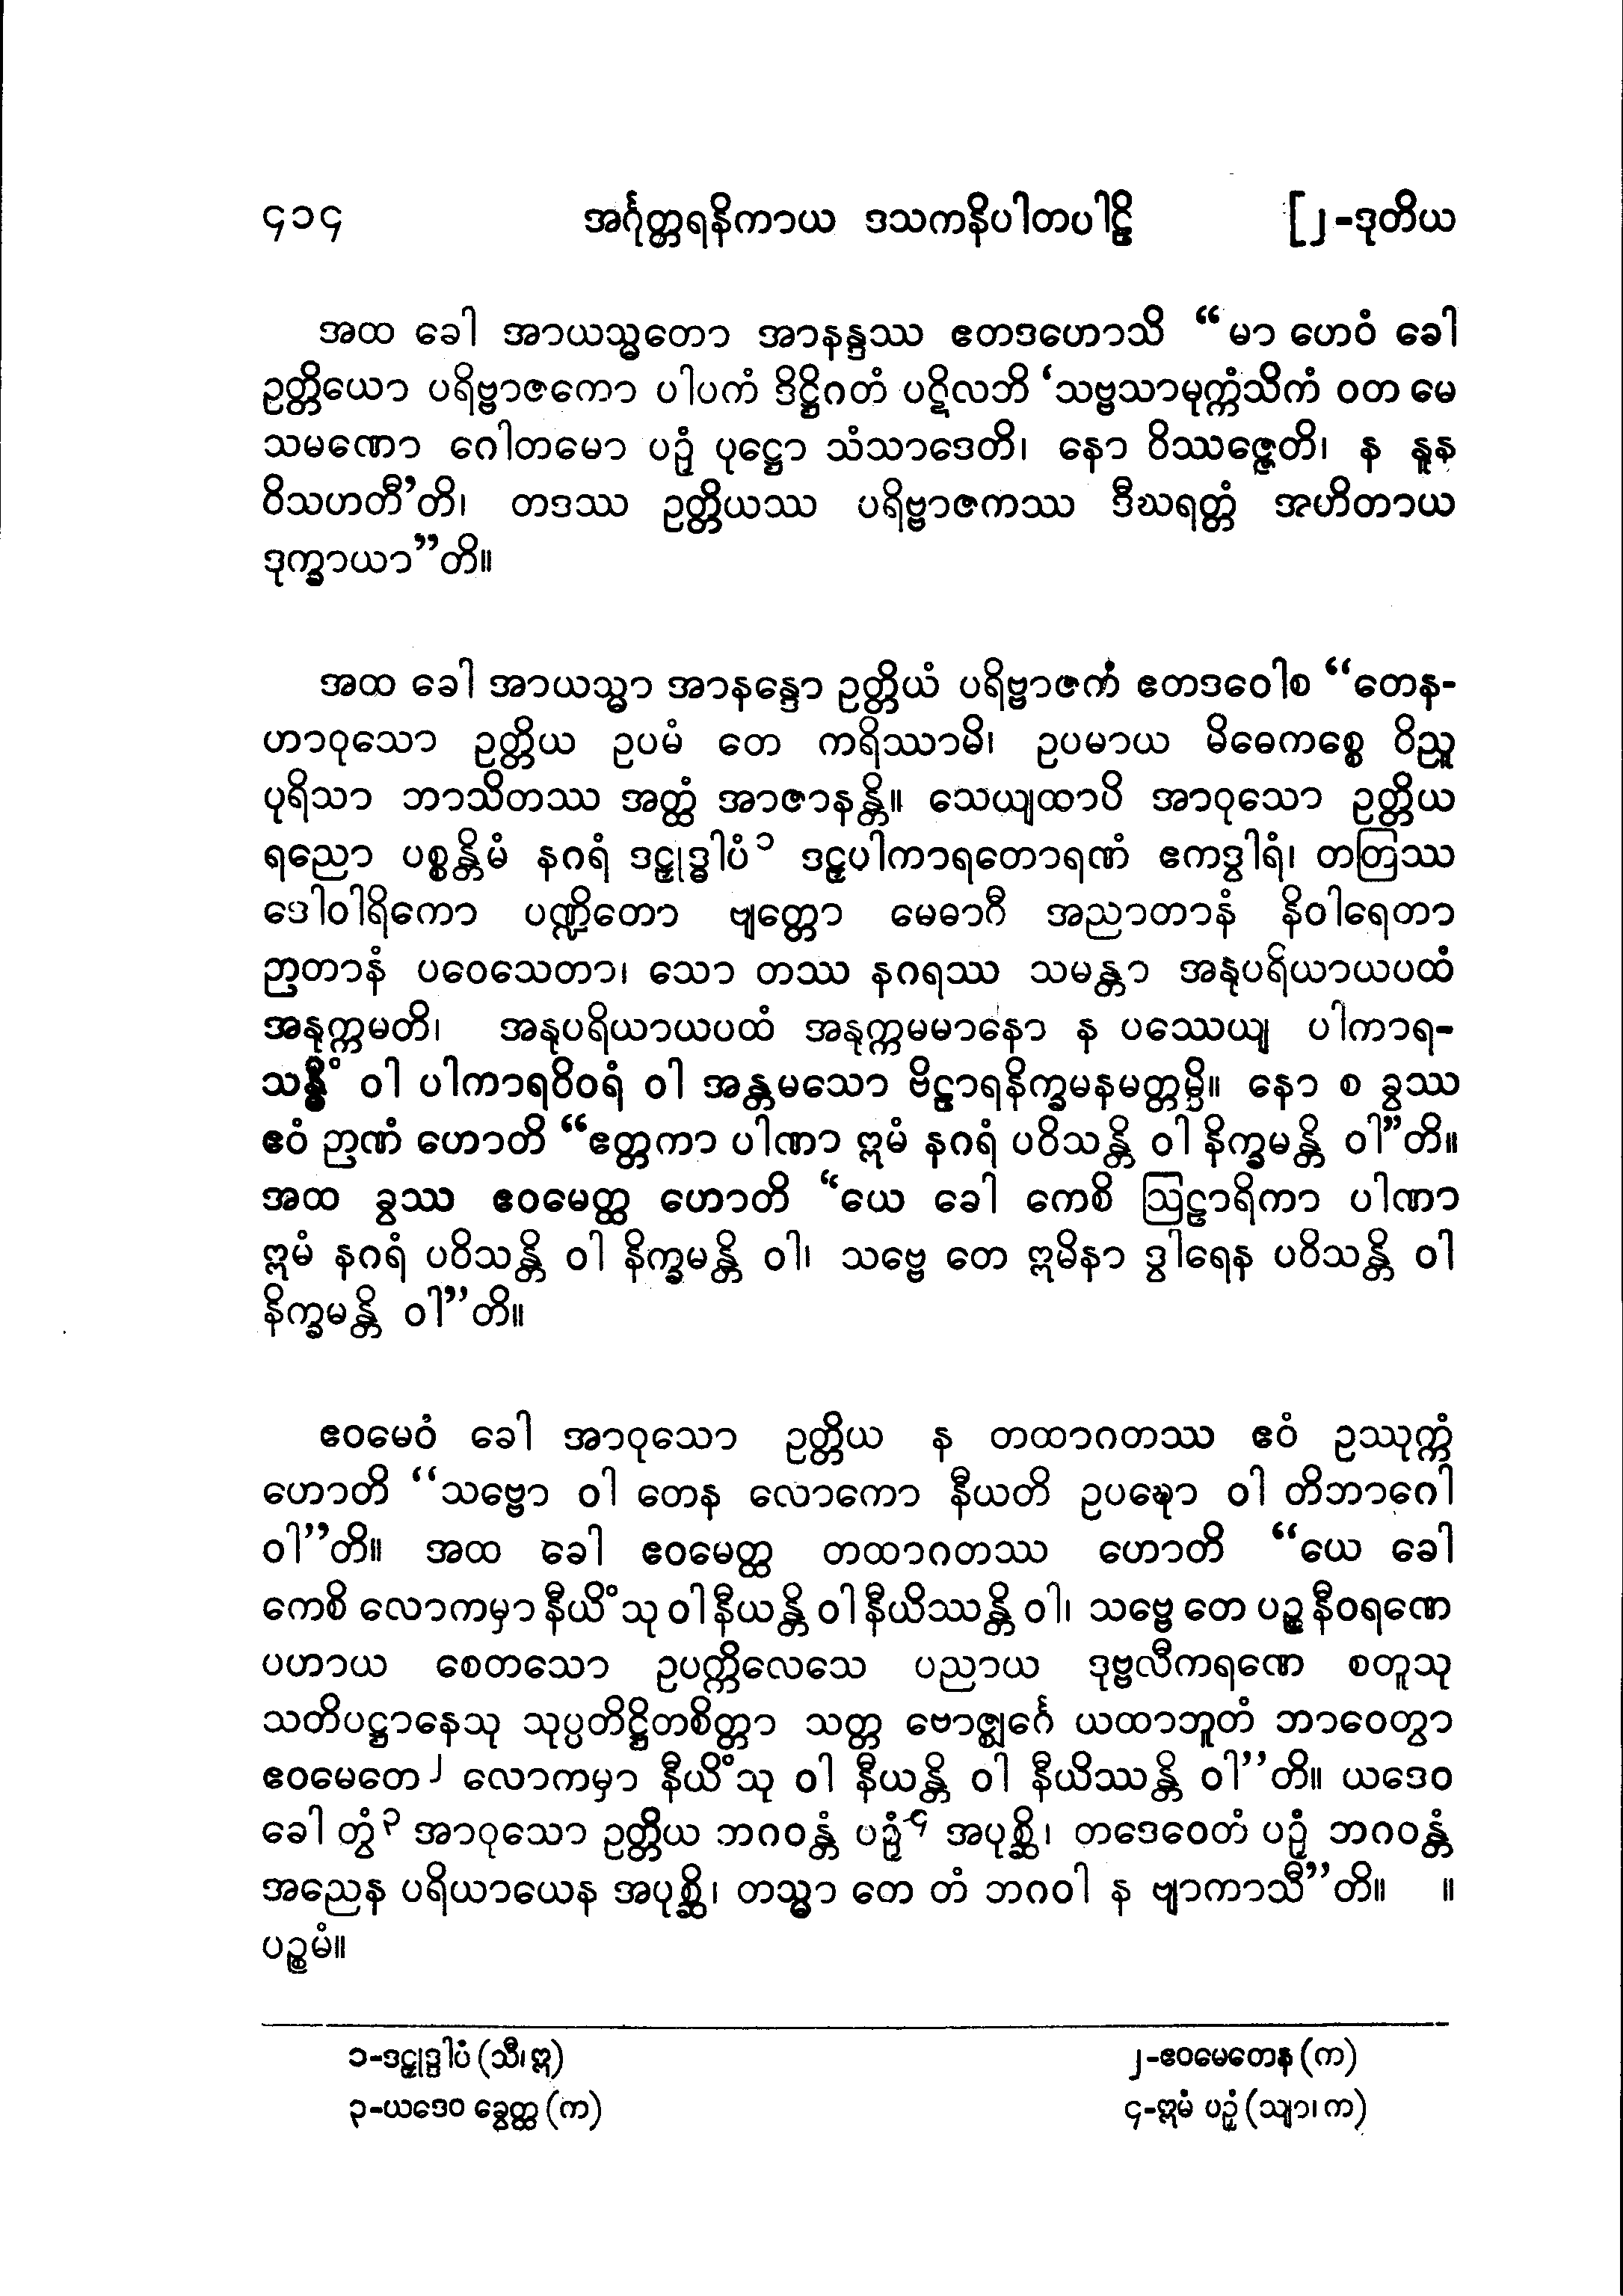 ၄၁၄ အင်္ဂုတ္တရနိကာယ ဒသကနိပါတပါဠိ [၂-ဒုတိယ
အထ ခေါ အာယသ္မတော အာနန္ဒဿ ဧတဒဟောသိ “မာ ဟေဝံ ခေါ
ဥတ္တိယော ပရိဗ္ဗာဇကော ပါပကံ ဒိဋ္ဌိဂတံ ပဋိလဘိ ‘သဗ္ဗသာမုက္ကံသိကံ ဝတ မေ
သမဏော ဂေါတမော ပဉှံ ပုဋ္ဌော သံသာဒေတိ၊ နော ဝိဿဇ္ဇေတိ၊ န နူန
ဝိသဟတီ’တိ၊ တဒဿ ဥတ္တိယဿ ပရိဗ္ဗာဇကဿ ဒီဃရတ္တံ အဟိတာယ
ဒုက္ခာယာ”တိ။
အထ ခေါ အာယသ္မာ အာနန္ဒော ဥတ္တိယံ ပရိဗ္ဗာဇကံ ဧတဒဝေါစ “တေန-
ဟာဝုသော ဥတ္တိယ ဥပမံ တေ ကရိဿာမိ၊ ဥပမာယ မိဓေကစ္စေ ဝိညူ
ပုရိသာ ဘာသိတဿ အတ္ထံ အာဇာနန္တိ။ သေယျထာပိ အာဝုသော ဥတ္တိယ
ရညော ပစ္စန္တိမံ နဂရံ ဒဠှုဒ္ဓါပံ၁ ဒဠှပါကာရတောရဏံ ဧကဒွါရံ၊ တတြဿ
ဒေါဝါရိကော ပဏ္ဍိတော ဗျတ္တော မေဓာဝီ အညာတာနံ နိဝါရေတာ
ဉာတာနံ ပဝေသေတာ၊ သော တဿ နဂရဿ သမန္တာ အနုပရိယာယပထံ
အနုက္ကမတိ၊ အနုပရိယာယပထံ အနုက္ကမမာနော န ပဿေယျ ပါကာရ-
သန္ဓိံ ဝါ ပါကာရဝိဝရံ ဝါ အန္တမသော ဗိဠာရနိက္ခမနမတ္တမ္ပိ။ နော စ ခွဿ
ဧဝံ ဉာဏံ ဟောတိ “ဧတ္တကာ ပါဏာ ဣမံ နဂရံ ပဝိသန္တိ ဝါ နိက္ခမန္တိ ဝါ”တိ။
အထ ခွဿ ဧဝမေတ္ထ ဟောတိ “ယေ ခေါ ကေစိ ဩဠာရိကာ ပါဏာ
ဣမံ နဂရံ ပဝိသန္တိ ဝါ နိက္ခမန္တိ ဝါ၊ သဗ္ဗေ တေ ဣမိနာ ဒွါရေန ပဝိသန္တိ ဝါ
နိက္ခမန္တိ ဝါ”တိ။
ဧဝမေဝံ ခေါ အာဝုသော ဥတ္တိယ န တထာဂတဿ ဧဝံ ဥဿုက္ကံ
ဟောတိ “သဗ္ဗော ဝါ တေန လောကော နီယတိ ဥပဍ္ဎော ဝါ တိဘာဂေါ
ဝါ”တိ။ အထ ခေါ ဧဝမေတ္ထ တထာဂတဿ ဟောတိ “ယေ ခေါ
ကေစိ လောကမှာ နီယိံသု ဝါ နီယန္တိ ဝါ နီယိဿန္တိ ဝါ၊ သဗ္ဗေ တေ ပဉ္စ နီဝရဏေ
ပဟာယ စေတသော ဥပက္ကိလေသေ ပညာယ ဒုဗ္ဗလီကရဏေ စတူသု
သတိပဋ္ဌာနေသု သုပ္ပတိဋ္ဌိတစိတ္တာ သတ္တ ဗောဇ္ဈင်္ဂေ ယထာဘူတံ ဘာဝေတွာ
ဧဝမေတေ၂ လောကမှာ နီယိံသု ဝါ နီယန္တိ ဝါ နီယိဿန္တိ ဝါ”တိ။ ယဒေဝ
ခေါ တွံ၃ အာဝုသော ဥတ္တိယ ဘဂဝန္တံ ပဉှံ၄ အပုစ္ဆိ၊ တဒေဝေတံ ပဉှံ ဘဂဝန္တံ
အညေန ပရိယာယေန အပုစ္ဆိ၊ တသ္မာ တေ တံ ဘဂဝါ န ဗျာကာသီ”တိ။ ။
ပဉ္စမံ။
၁-ဒဠှုဒ္ဒါပံ (သီ၊ ဣ) ၂-ဧဝမေတေန (က)
၃-ယဒေဝ ခွေတ္ထ (က) ၄-ဣမံ ပဉှံ (သျာ၊ က)